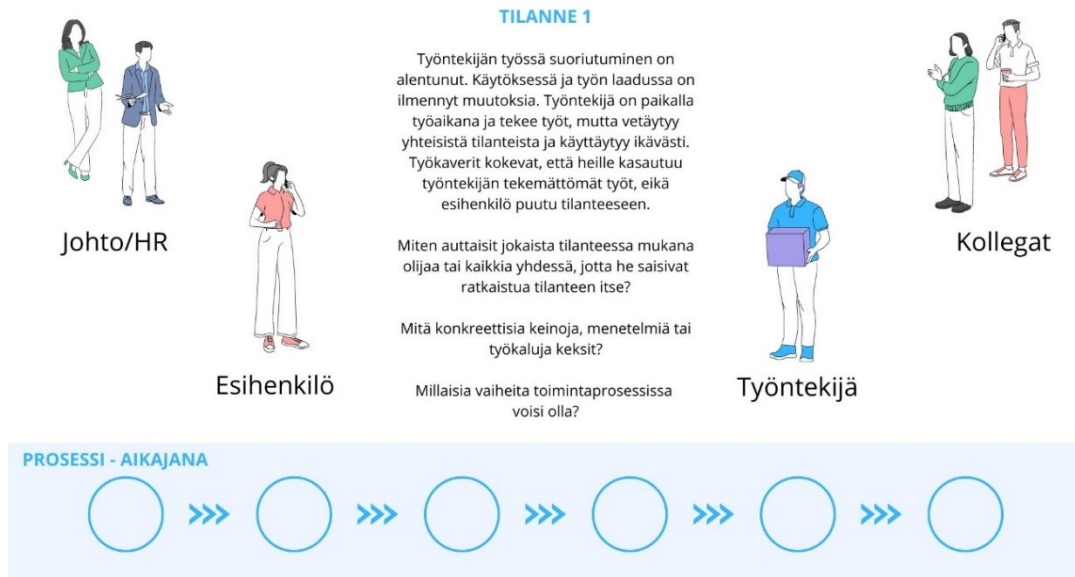 TILANNE 1
Työntekijän työssä suoriutuminen on
alentunut. Käytöksessä ja työn laadussa on
ilmennyt muutoksia. Työntekijä on paikalla
työaikana ja tekee työt, mutta vetäytyy
yhteisistä tilanteista ja käyttäytyy ikävästi.
Työkaverit kokevat, että heille kasautuu
työntekijän tekemättömät työt, eikä
esihenkilö puutu tilanteeseen.
Miten auttaisit jokaista tilanteessa mukana
olijaa tai kaikkia yhdessä, jotta he saisivat
ratkaistua tilanteen itse?
Mitä konkreettisia keinoja, menetelmiä tai
työkaluja keksit?
Millaisia vaiheita toimintaprosessissa
voisi olla?
Johto/HR
Esihenkilö
Työntekijä
Kollegat
PROSESSI - AIKAJANA